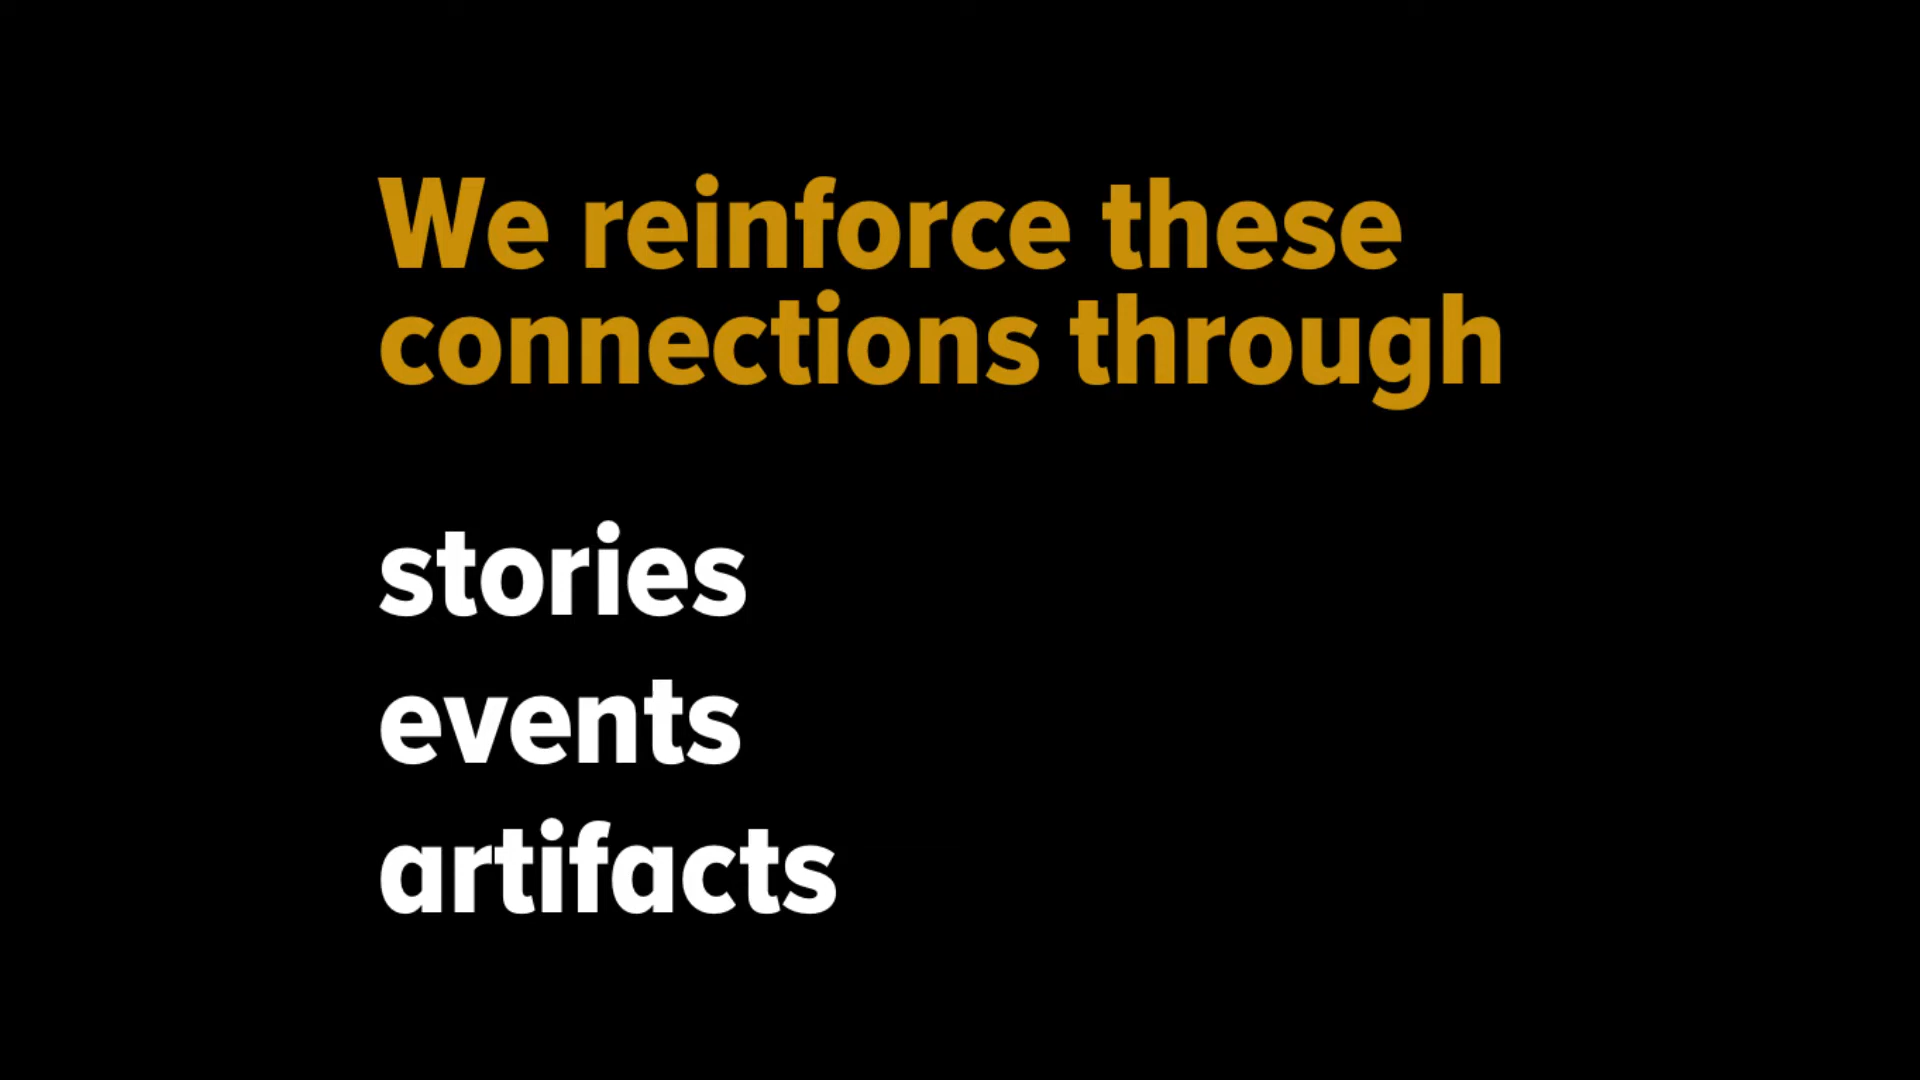 We reinforce these
connections through
stories
events
artifacts